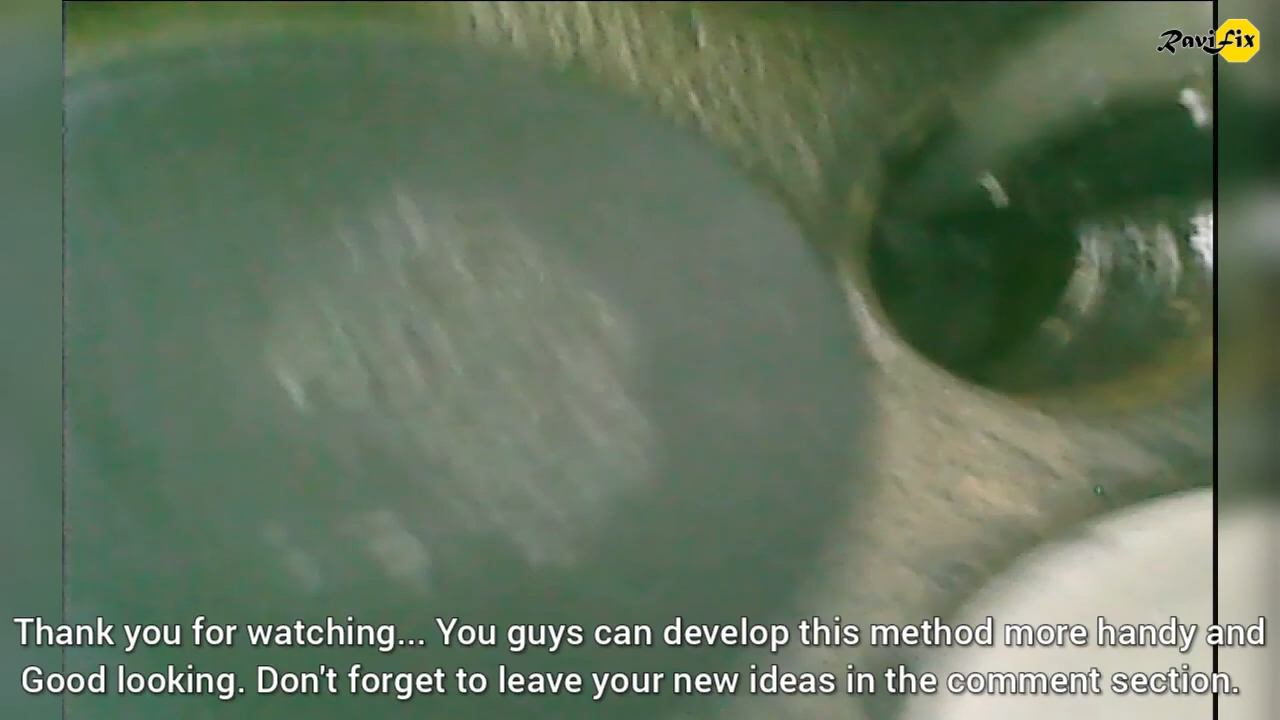 RaviFix
Thank you for watching... You guys can develop this method more handy and
Good looking. Don't forget to leave your new ideas in the comment section.